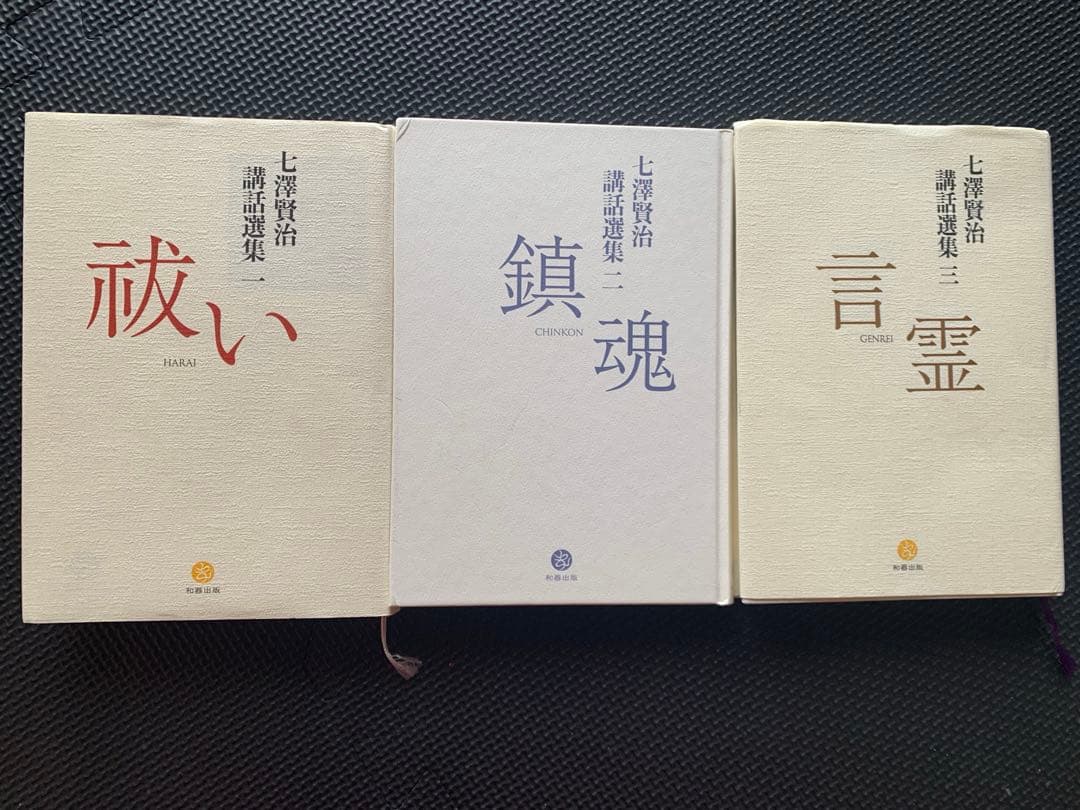 七澤賢治
講話選集 一
祓い
HARAI
和器出版
七澤賢治
講話選集 二
鎮魂
CHINKON
和器出版
七澤賢治
講話選集 三
言霊
GENREI
和器出版